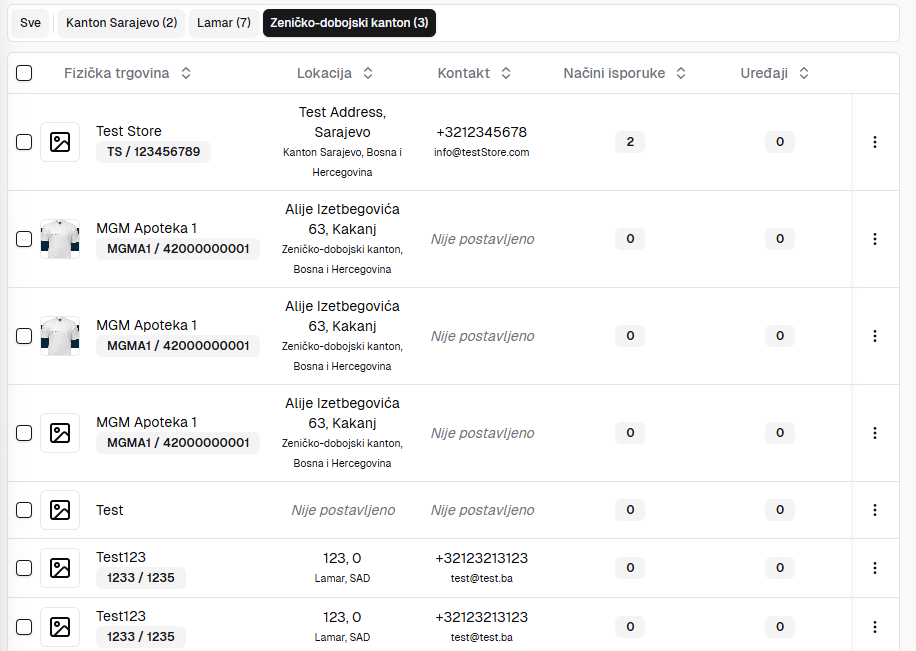 Sve Kanton Sarajevo (2) Lamar (7) Zeničko-dobojski kanton (3)
Fizička trgovina Lokacija Kontakt Načini isporuke Uređaji
Test Store
TS / 123456789
Test Address,
Sarajevo
Kanton Sarajevo, Bosna i
Hercegovina
+3212345678
info@testStore.com
2
0
MGM Apoteka 1
MGMA1 / 42000000001
Alije Izetbegovića
63, Kakanj
Zeničko-dobojski kanton,
Bosna i Hercegovina
Nije postavljeno
0
0
MGM Apoteka 1
MGMA1 / 42000000001
Alije Izetbegovića
63, Kakanj
Zeničko-dobojski kanton,
Bosna i Hercegovina
Nije postavljeno
0
0
MGM Apoteka 1
MGMA1 / 42000000001
Alije Izetbegovića
63, Kakanj
Zeničko-dobojski kanton,
Bosna i Hercegovina
Nije postavljeno
0
0
Test
Nije postavljeno
Nije postavljeno
0
0
Test123
1233 / 1235
123, 0
Lamar, SAD
+32123213123
test@test.ba
0
0
Test123
1233 / 1235
123, 0
Lamar, SAD
+32123213123
test@test.ba
0
0